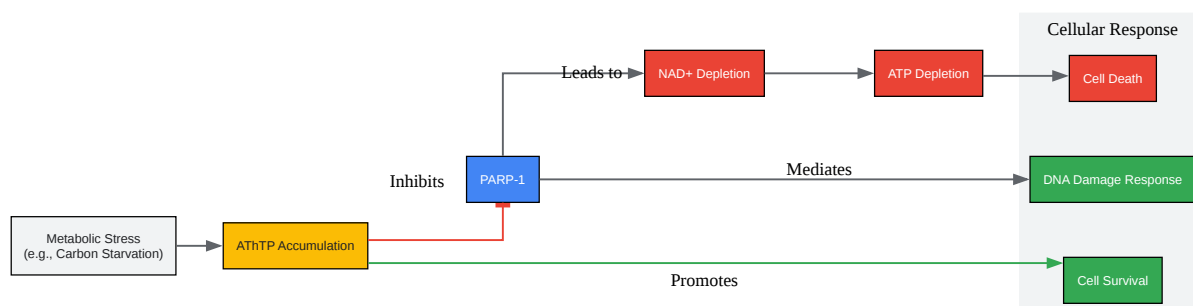 Cellular Response
Leads to
NAD+ Depletion
ATP Depletion
Cell Death
Inhibits
PARP-1
Mediates
DNA Damage Response
Metabolic Stress
(e.g., Carbon Starvation)
AThTP Accumulation
Promotes
Cell Survival